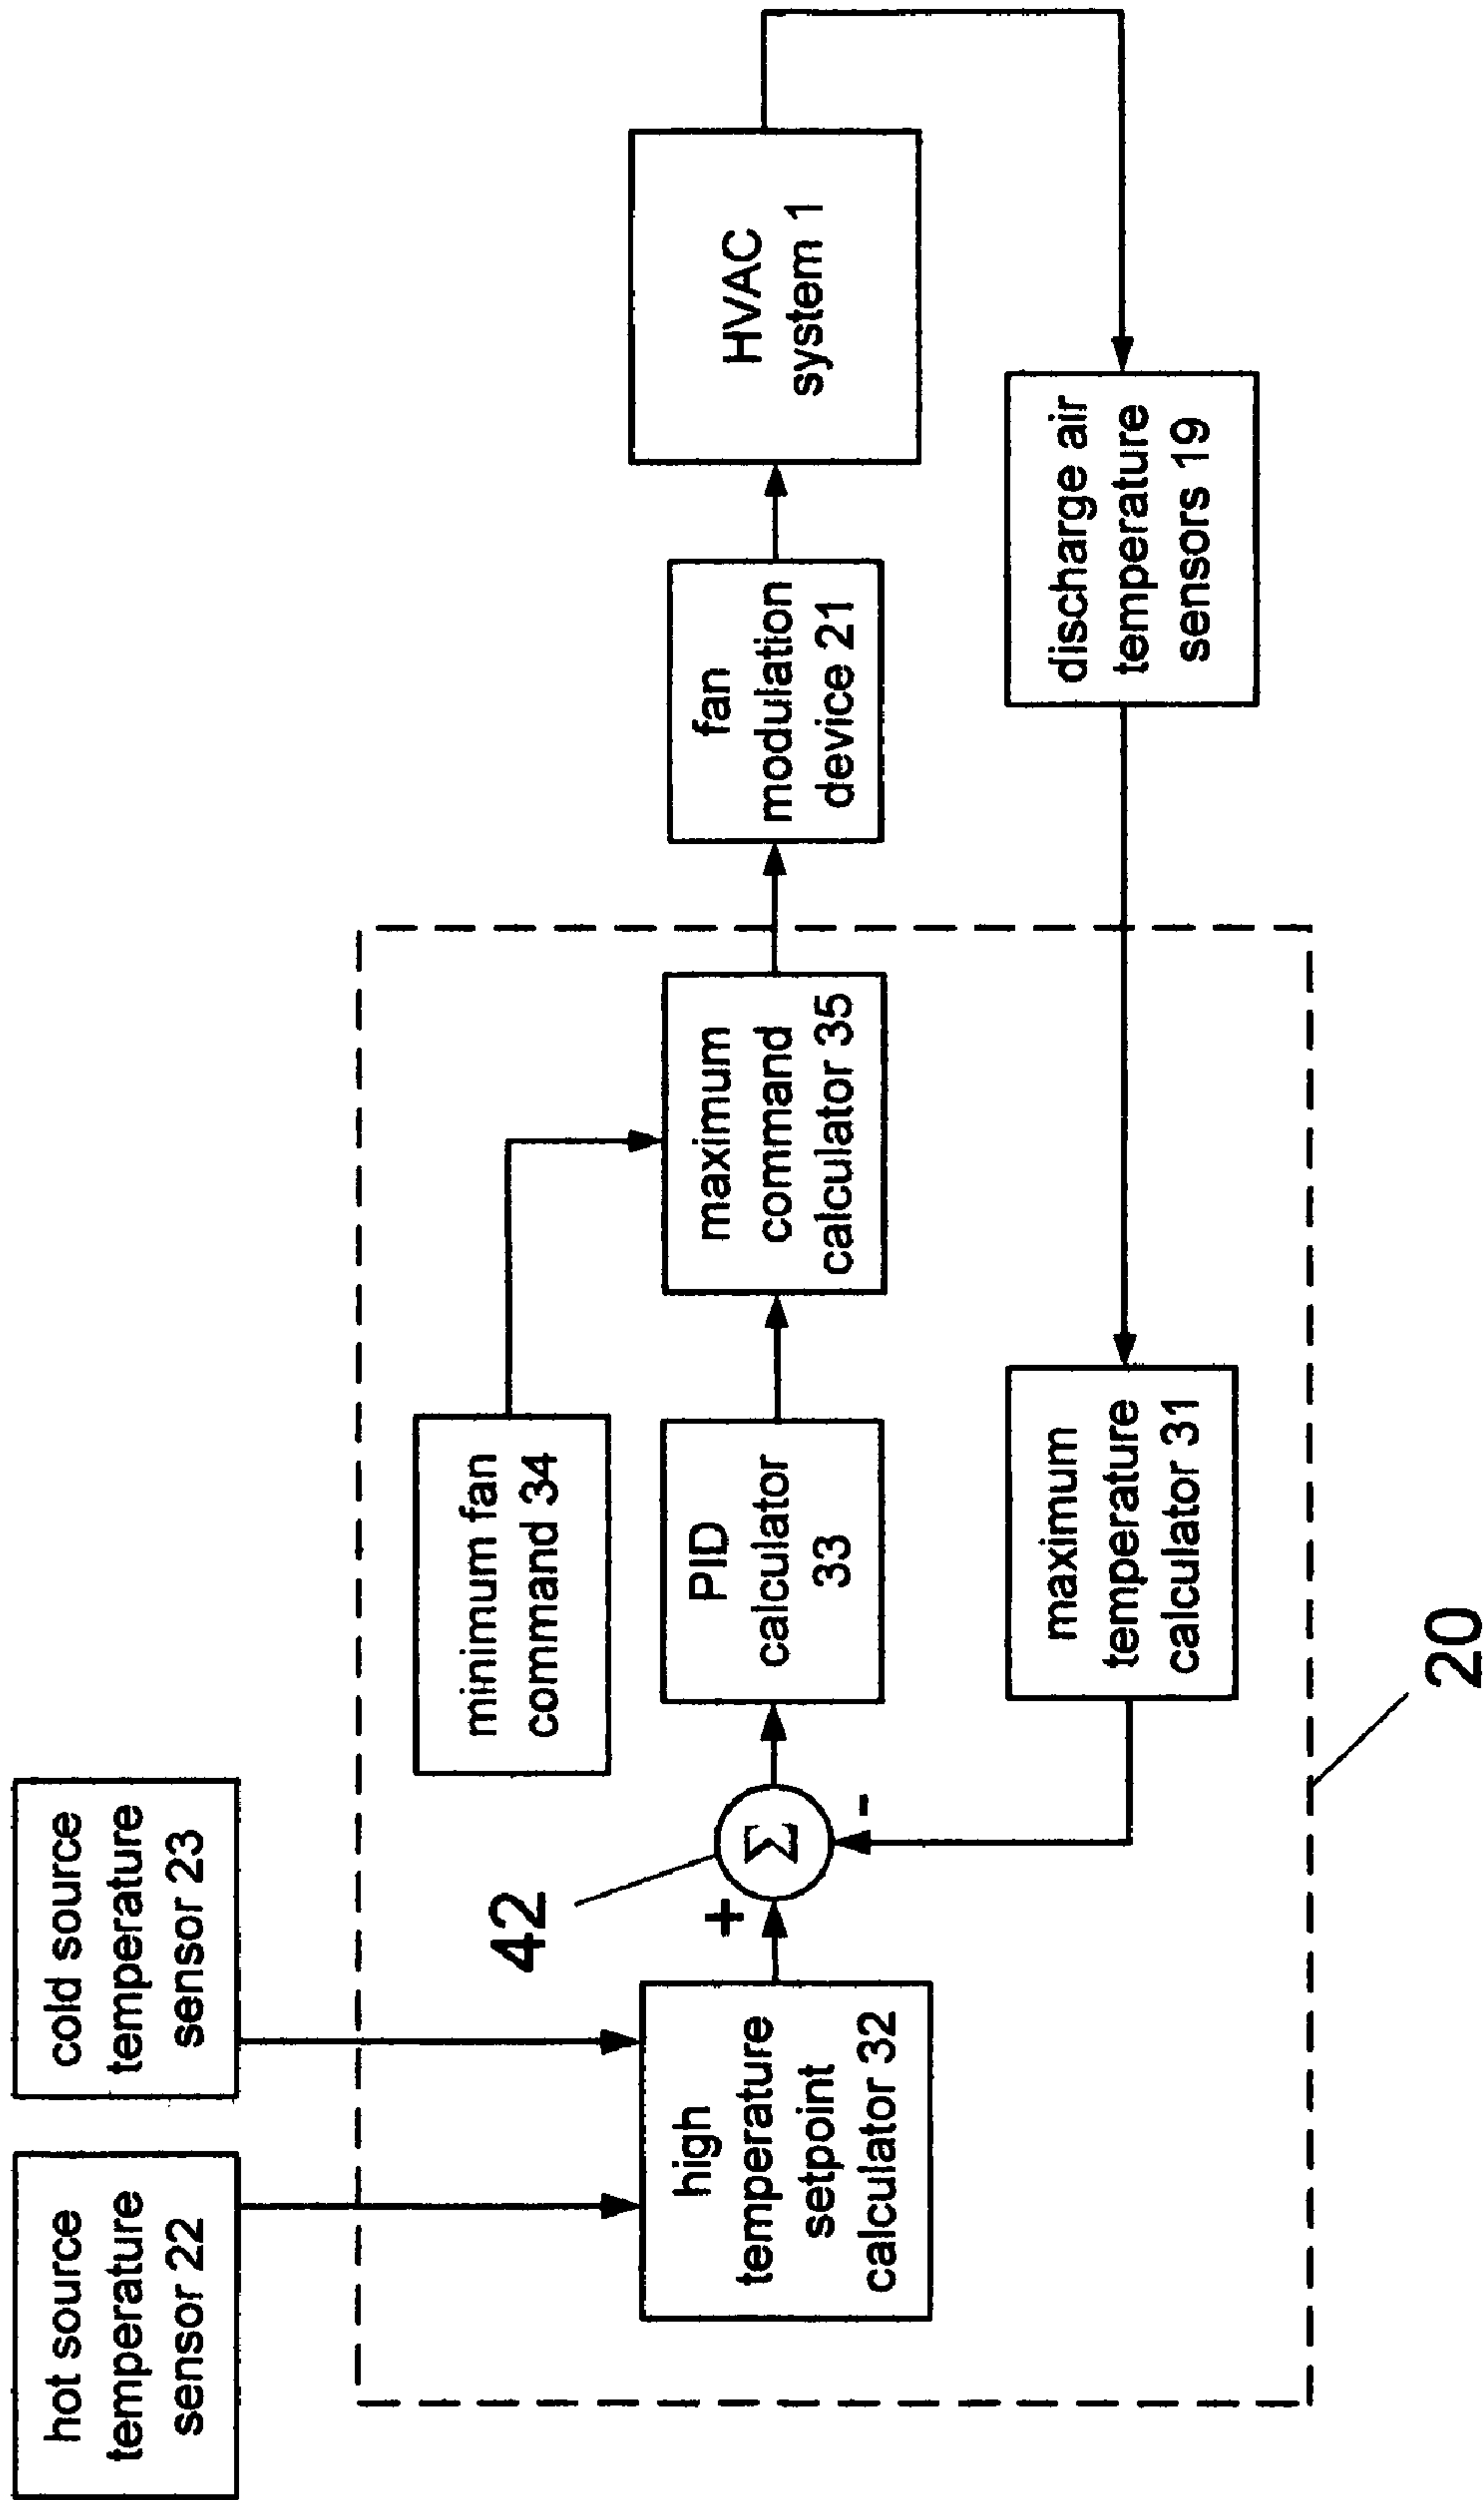 hot source
temperature
sensor 22
cold source
temperature
sensor 23
minimum fan
command 34
42
+
Σ
-
high
temperature
setpoint
calculator 32
PID
calculator
33
maximum
command
calculator 35
fan
modulation
device 21
HVAC
system 1
maximum
temperature
calculator 31
discharge air
temperature
sensors 19
20